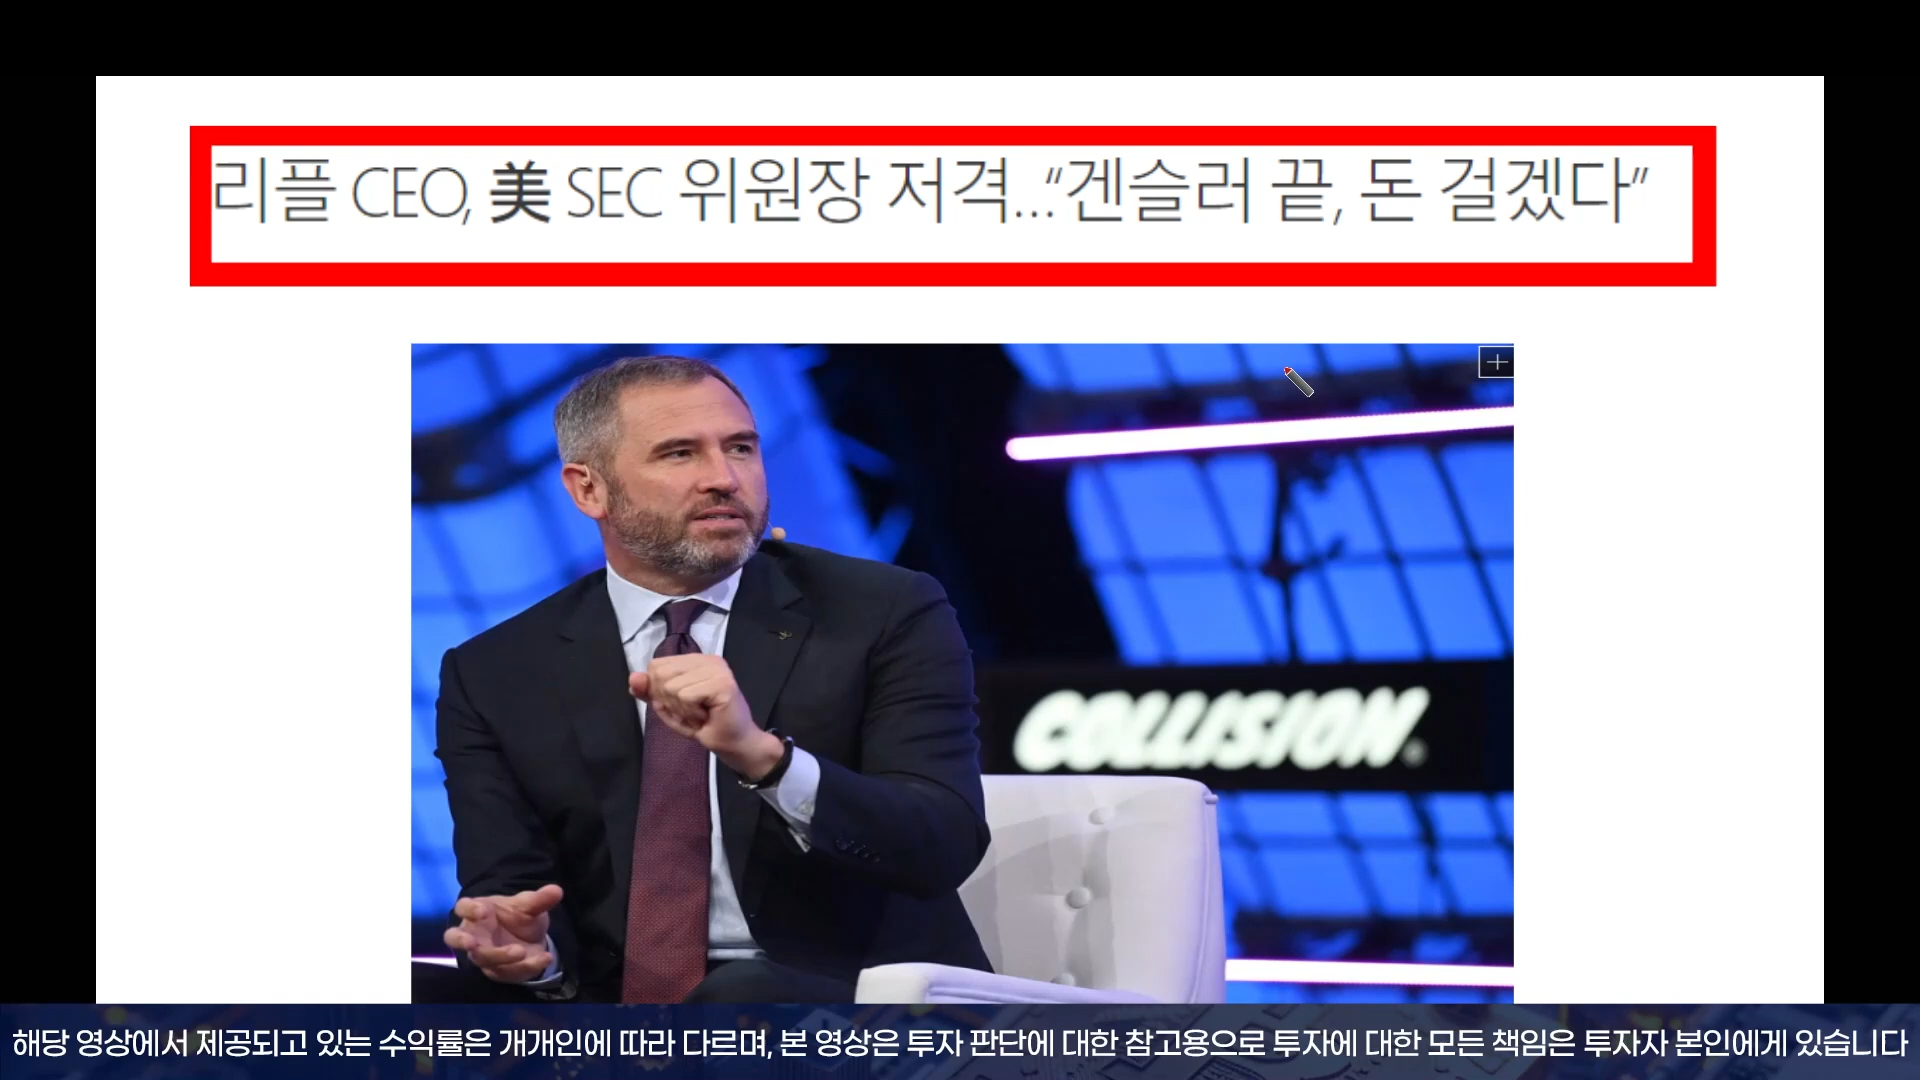 리플 CEO, 美 SEC 위원장 저격...“겐슬러 끝, 돈 걸겠다”
COLLISION
해당 영상에서 제공되고 있는 수익률은 개개인에 따라 다르며, 본 영상은 투자 판단에 대한 참고용으로 투자에 대한 모든 책임은 투자자 본인에게 있습니다